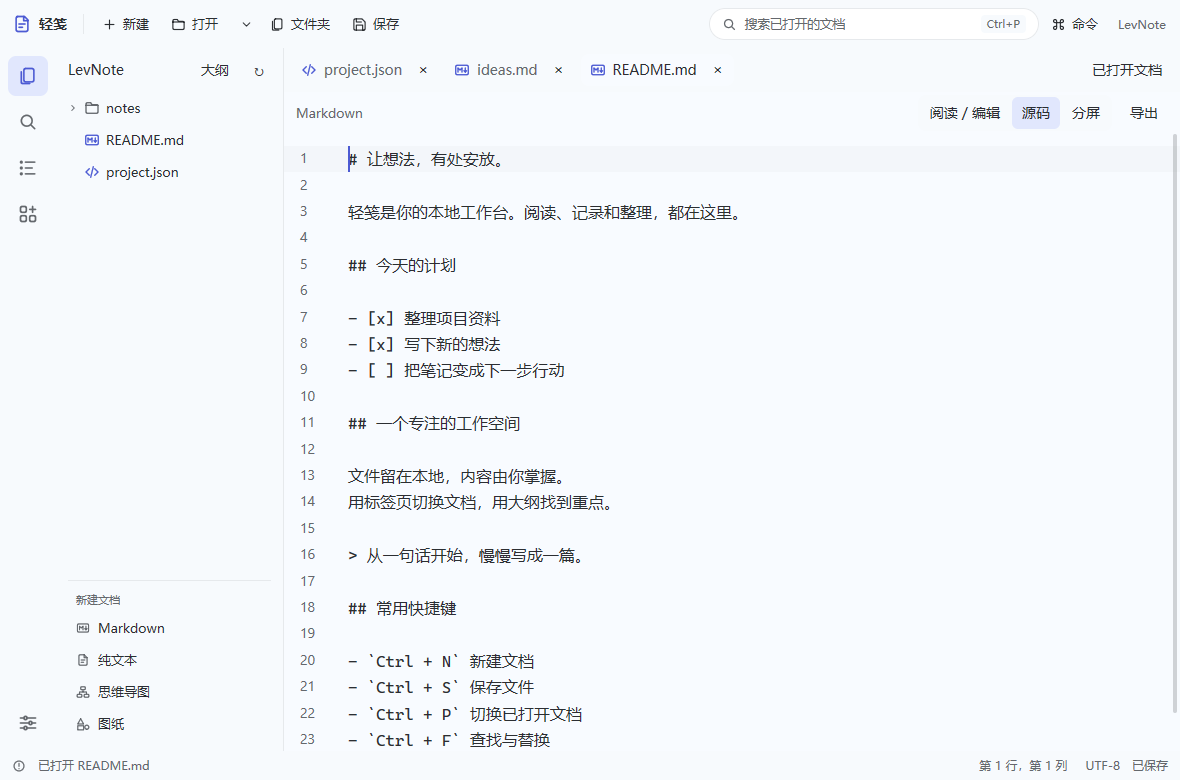 轻笺 新建 打开 文件夹 保存 搜索已打开的文档 Ctrl+P 命令 LevNote
LevNote 大纲
notes
README.md
project.json
新建文档
Markdown
纯文本
思维导图
图纸
project.json × ideas.md × README.md × 已打开文档
Markdown 阅读 / 编辑 源码 分屏 导出
1 # 让想法，有处安放。
2
3 轻笺是你的本地工作台。阅读、记录和整理，都在这里。
4
5 ## 今天的计划
6
7 - [x] 整理项目资料
8 - [x] 写下新的想法
9 - [ ] 把笔记变成下一步行动
10
11 ## 一个专注的工作空间
12
13 文件留在本地，内容由你掌握。
14 用标签页切换文档，用大纲找到重点。
15
16 > 从一句话开始，慢慢写成一篇。
17
18 ## 常用快捷键
19
20 - `Ctrl + N` 新建文档
21 - `Ctrl + S` 保存文件
22 - `Ctrl + P` 切换已打开文档
23 - `Ctrl + F` 查找与替换
已打开 README.md 第 1 行，第 1 列 UTF-8 已保存